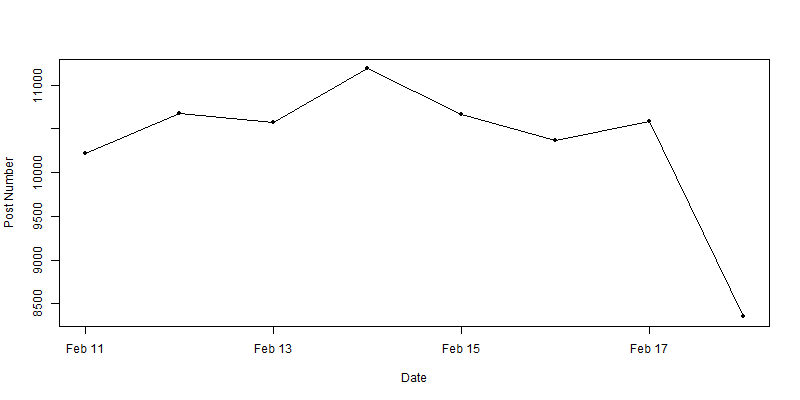 Post Number
11000
10000
9500
9000
8500
Feb 11
Feb 13
Feb 15
Feb 17
Date